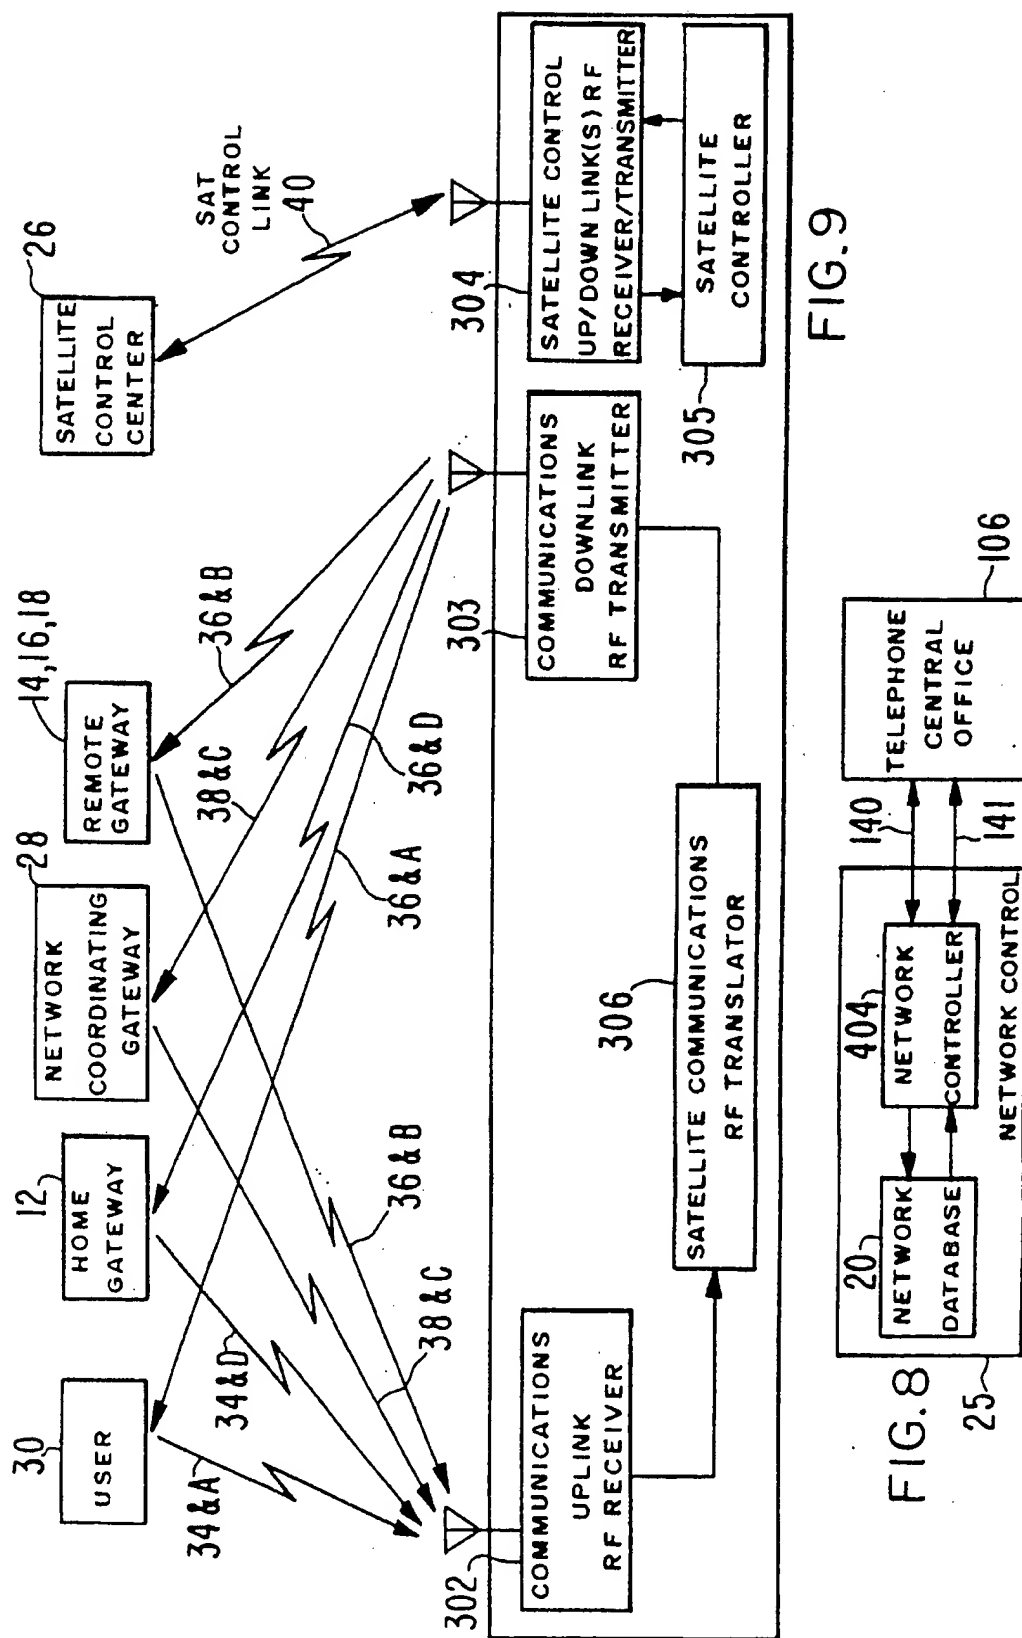 30
USER
12
HOME
GATEWAY
28
NETWORK
COORDINATING
GATEWAY
14,16,18
REMOTE
GATEWAY
26
SATELLITE
CONTROL
CENTER
SAT
CONTROL
LINK
40
34&A
34&D
38&C
36&B
36&A
36&D
38&C
36&B
302
COMMUNICATIONS
UPLINK
RF RECEIVER
306
SATELLITE COMMUNICATIONS
RF TRANSLATOR
303
COMMUNICATIONS
DOWNLINK
RF TRANSMITTER
304
SATELLITE CONTROL
UP/DOWN LINK(S) RF
RECEIVER/TRANSMITTER
305
SATELLITE
CONTROLLER
FIG.9
20
NETWORK
DATABASE
404
NETWORK
CONTROLLER
NETWORK CONTROL
25
140
141
TELEPHONE
CENTRAL
OFFICE
106
FIG.8